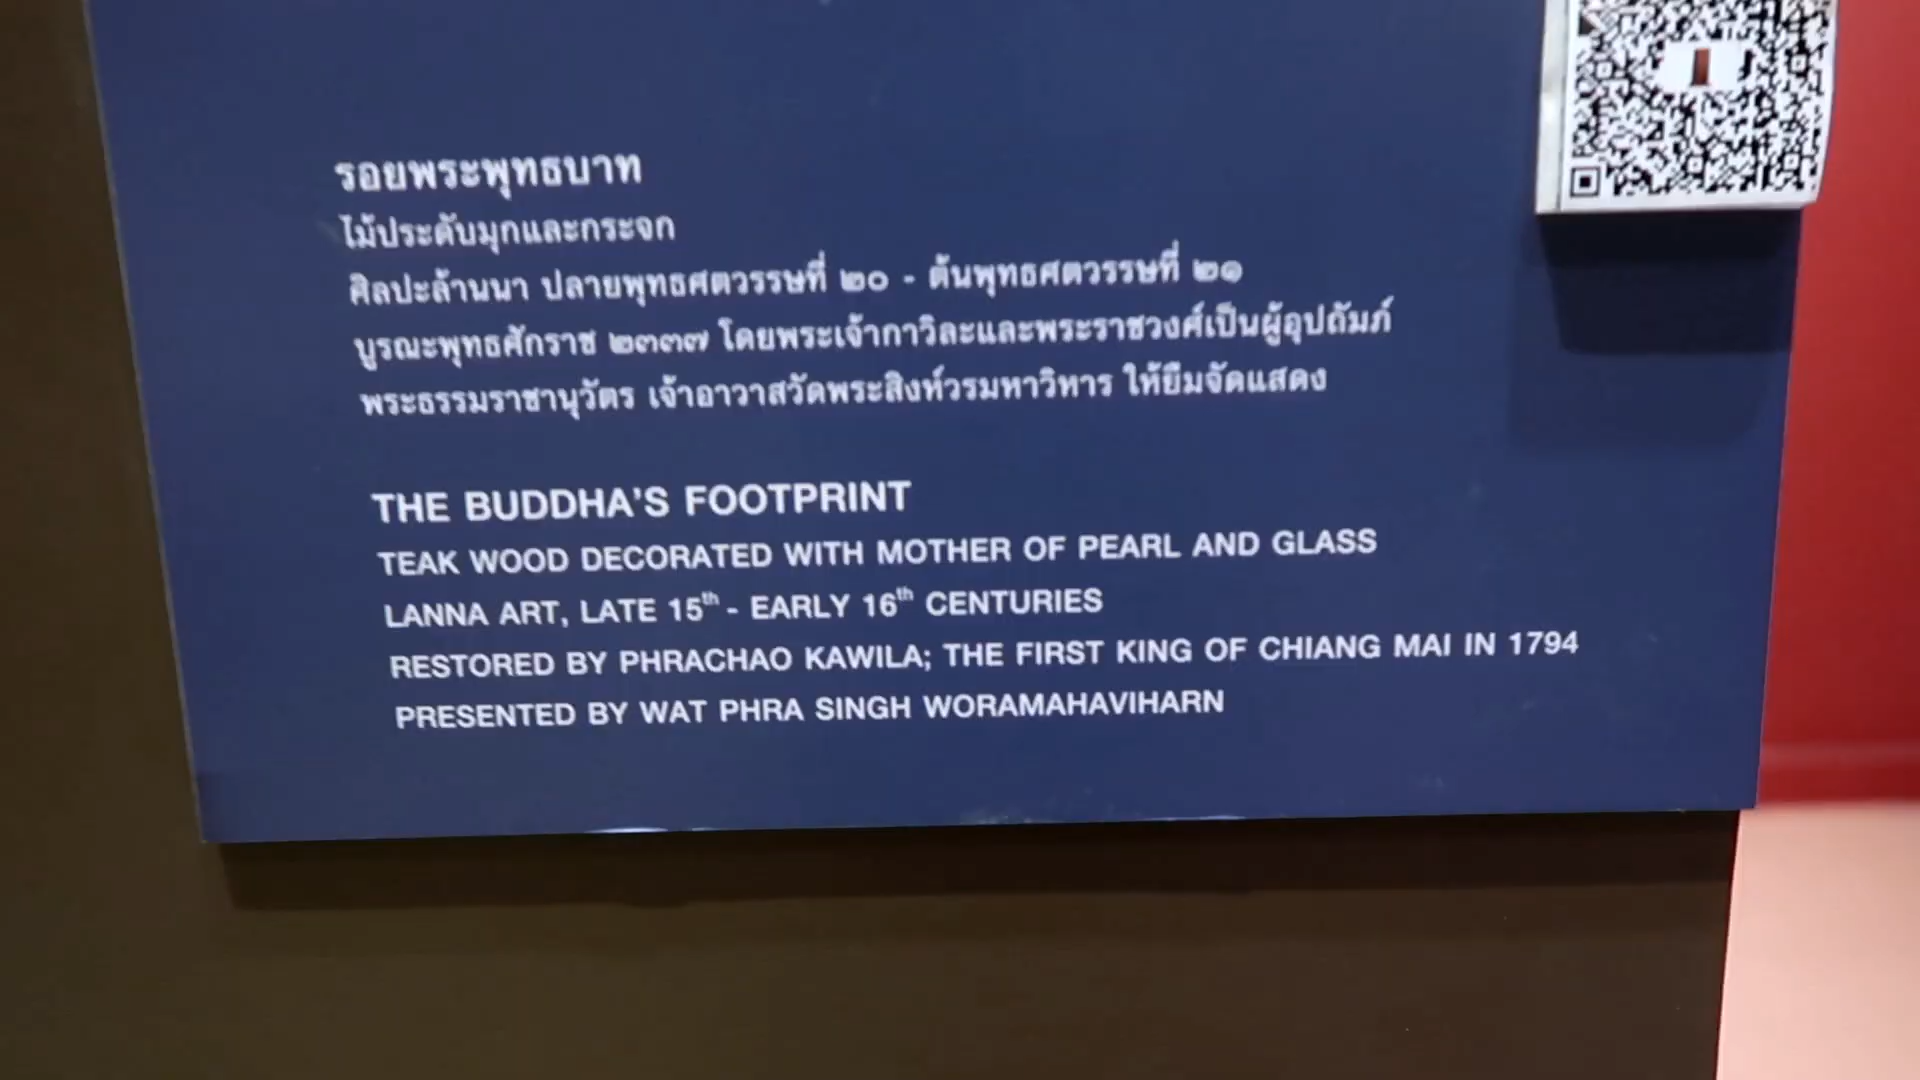 รอยพระพุทธบาท
ไม้ประดับมุกและกระจก
ศิลปะล้านนา ปลายพุทธศตวรรษที่ ๒๐ - ต้นพุทธศตวรรษที่ ๒๑
บูรณะพุทธศักราช ๒๓๓๗ โดยพระเจ้ากาวิละและพระราชวงศ์เป็นผู้อุปถัมภ์
พระธรรมราชานุวัตร เจ้าอาวาสวัดพระสิงห์วรมหาวิหาร ให้ยืมจัดแสดง
THE BUDDHA'S FOOTPRINT
TEAK WOOD DECORATED WITH MOTHER OF PEARL AND GLASS
LANNA ART, LATE 15th - EARLY 16th CENTURIES
RESTORED BY PHRACHAO KAWILA; THE FIRST KING OF CHIANG MAI IN 1794
PRESENTED BY WAT PHRA SINGH WORAMAHAVIHARN